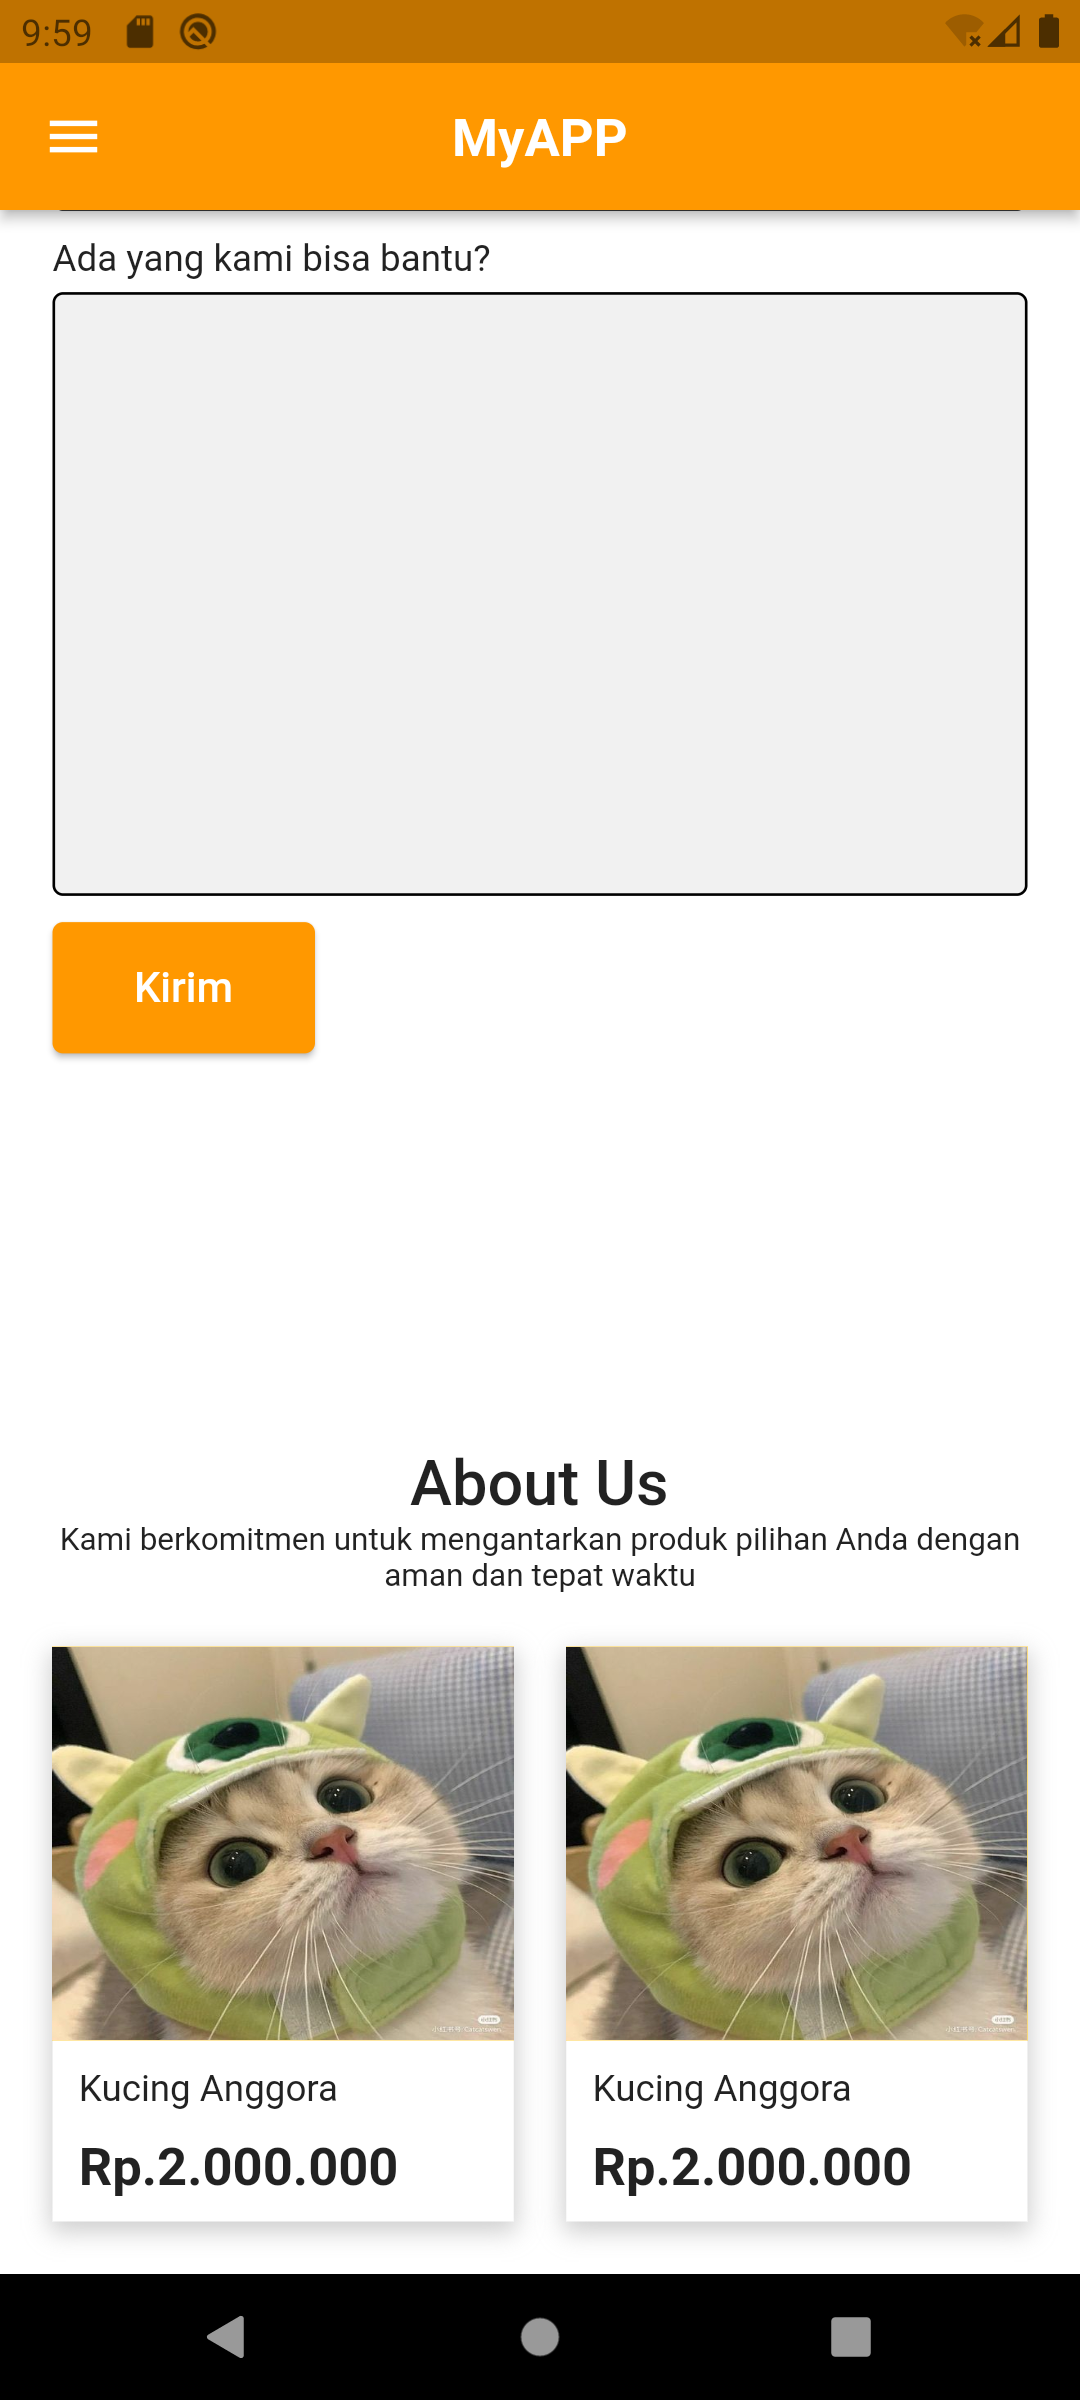 9:59
MyAPP
Ada yang kami bisa bantu?
Kirim
About Us
Kami berkomitmen untuk mengantarkan produk pilihan Anda dengan
aman dan tepat waktu
Kucing Anggora
Kucing Anggora
Rp.2.000.000
Rp.2.000.000